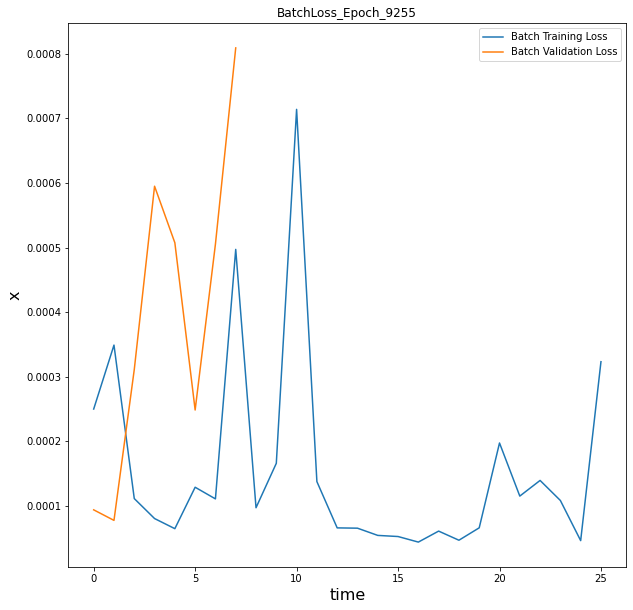 BatchLoss_Epoch_9255
Batch Training Loss
Batch Validation Loss
0.0008
0.0007
0.0006
0.0005
0.0004
0.0003
0.0002
0.0001
x
0 5 10 15 20 25
time